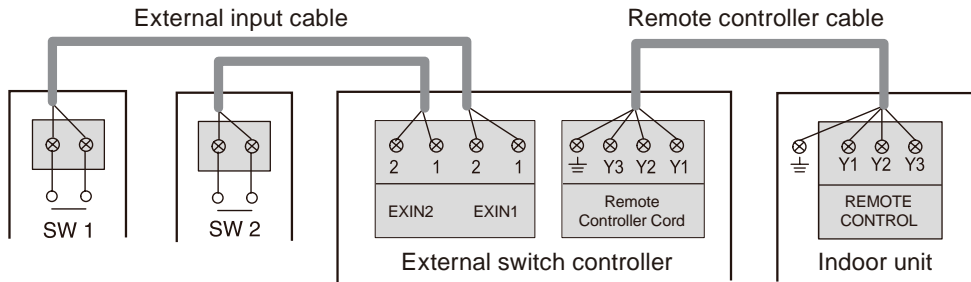 External input cable
Remote controller cable
SW 1
SW 2
2 1 2 1
EXIN2 EXIN1
Y3 Y2 Y1
Remote
Controller Cord
External switch controller
Y1 Y2 Y3
REMOTE
CONTROL
Indoor unit